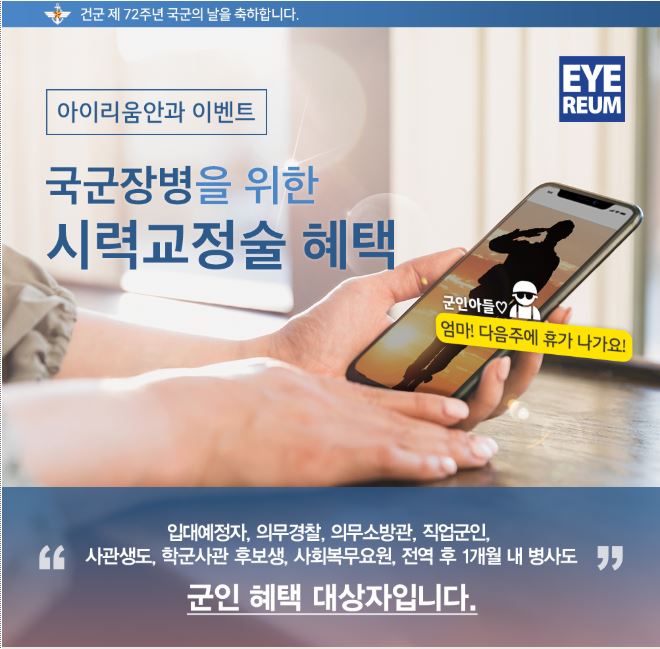 건군 제 72주년 국군의 날을 축하합니다.
EYE
REUM
아이리움안과 이벤트
국군장병을 위한
시력교정술 혜택
군인아들♡
엄마! 다음주에 휴가 나가요!
입대예정자, 의무경찰, 의무소방관, 직업군인,
“ 사관생도, 학군사관 후보생, 사회복무요원, 전역 후 1개월 내 병사도 ”
군인 혜택 대상자입니다.